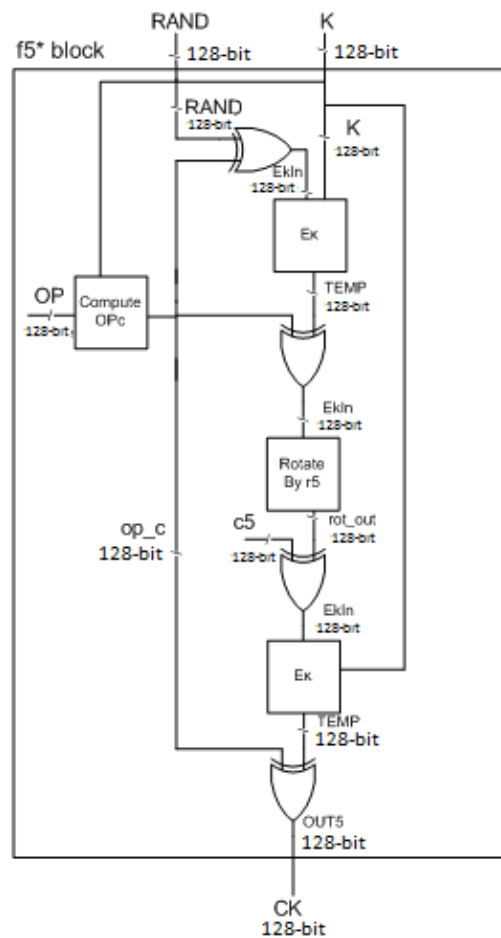 RAND
K
128-bit
128-bit
f5* block
RAND
128-bit
K
128-bit
EkIn
128-bit
Eᴋ
TEMP
128-bit
OP
128-bit
Compute
OPc
EkIn
128-bit
Rotate
By r5
c5
128-bit
rot_out
128-bit
op_c
128-bit
EkIn
128-bit
Eᴋ
TEMP
128-bit
OUT5
128-bit
CK
128-bit